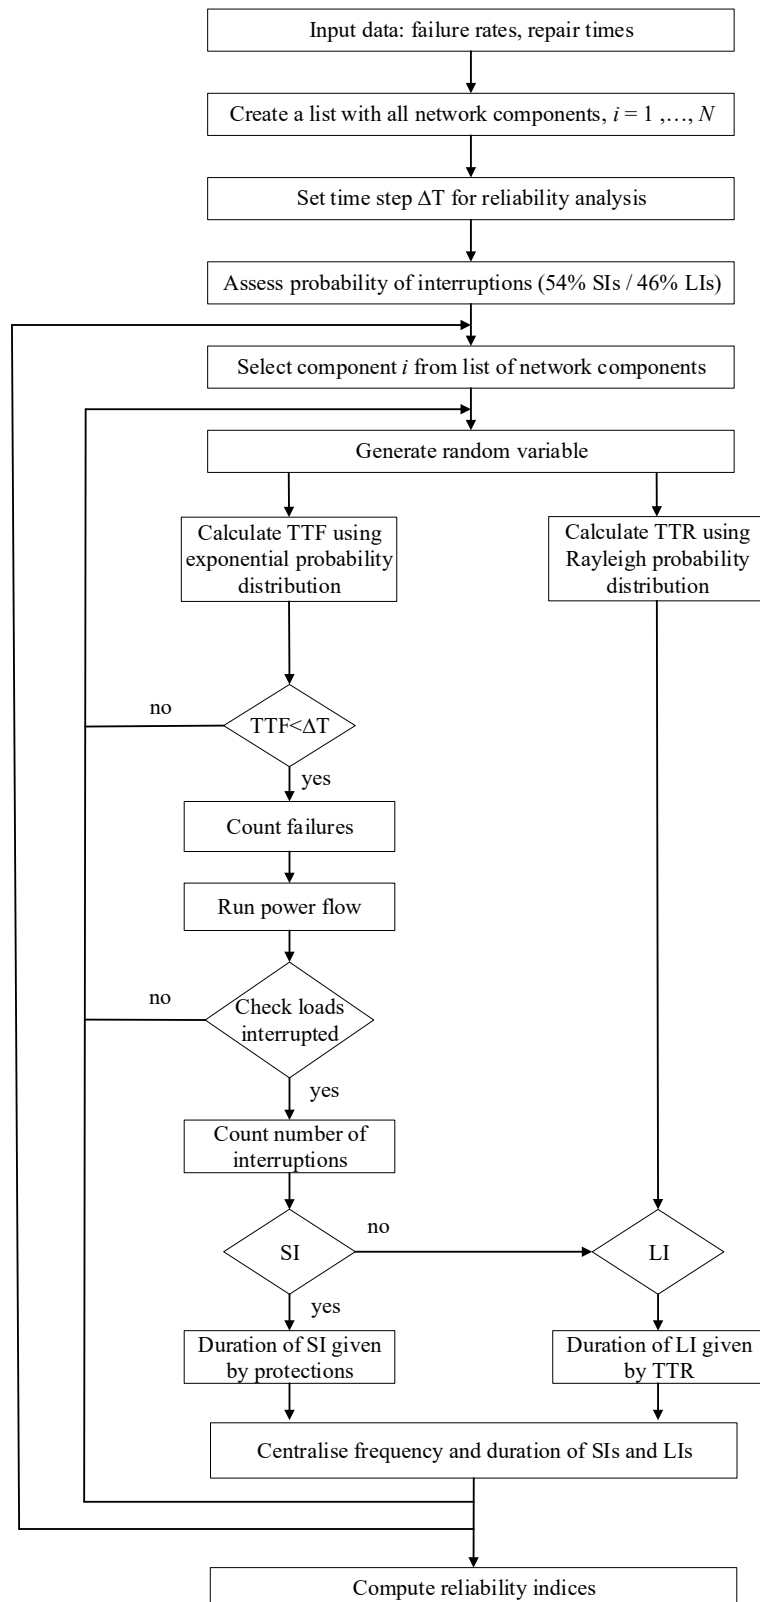 Input data: failure rates, repair times
Create a list with all network components, i = 1 ,…, N
Set time step ΔT for reliability analysis
Assess probability of interruptions (54% SIs / 46% LIs)
Select component i from list of network components
Generate random variable
Calculate TTF using
exponential probability
distribution
Calculate TTR using
Rayleigh probability
distribution
no
TTF<ΔT
yes
Count failures
Run power flow
no
Check loads
interrupted
yes
Count number of
interruptions
SI
no
LI
yes
Duration of SI given
by protections
Duration of LI given
by TTR
Centralise frequency and duration of SIs and LIs
Compute reliability indices